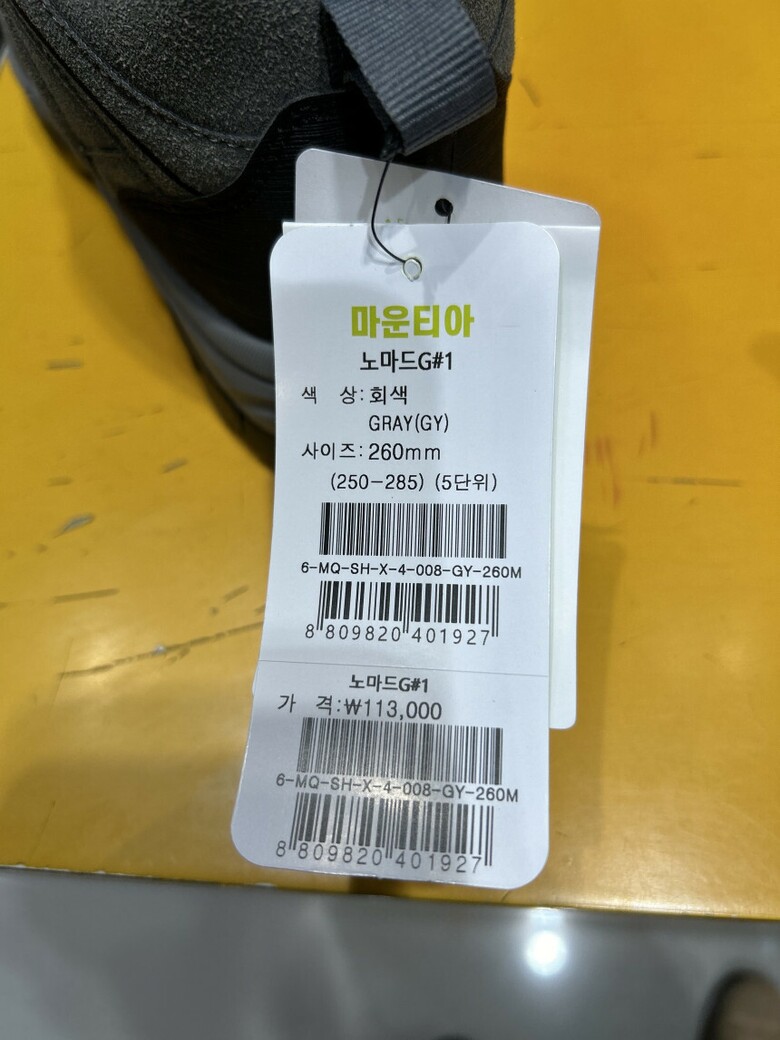 마운티아
노마드G#1
색 상:회색
GRAY(GY)
사이즈:260mm
(250-285) (5단위)
6-MQ-SH-X-4-008-GY-260M
8 809820 401927
노마드G#1
가 격:₩113,000
6-MQ-SH-X-4-008-GY-260M
8 809820 401927